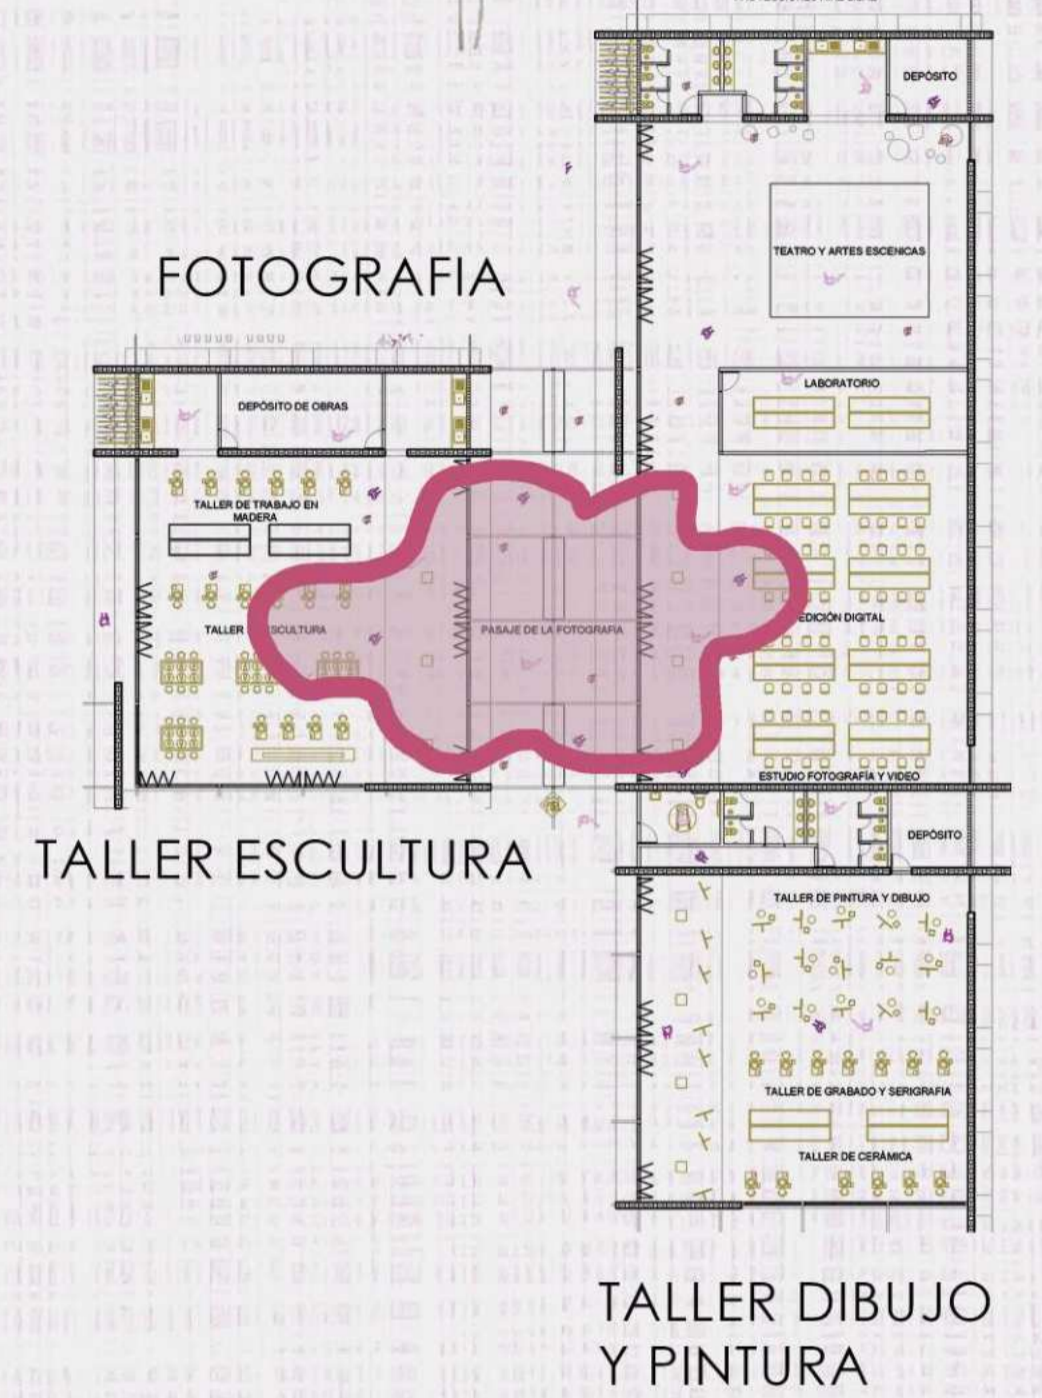 DEPÓSITO
TEATRO Y ARTES ESCENICAS
FOTOGRAFIA
LABORATORIO
DEPÓSITO DE OBRAS
TALLER DE TRABAJO EN
MADERA
EDICIÓN DIGITAL
TALLER ESCULTURA
PASAJE DE LA FOTOGRAFIA
ESTUDIO FOTOGRAFÍA Y VIDEO
DEPÓSITO
TALLER ESCULTURA
TALLER DE PINTURA Y DIBUJO
TALLER DE GRABADO Y SERIGRAFIA
TALLER DE CERÁMICA
TALLER DIBUJO
Y PINTURA